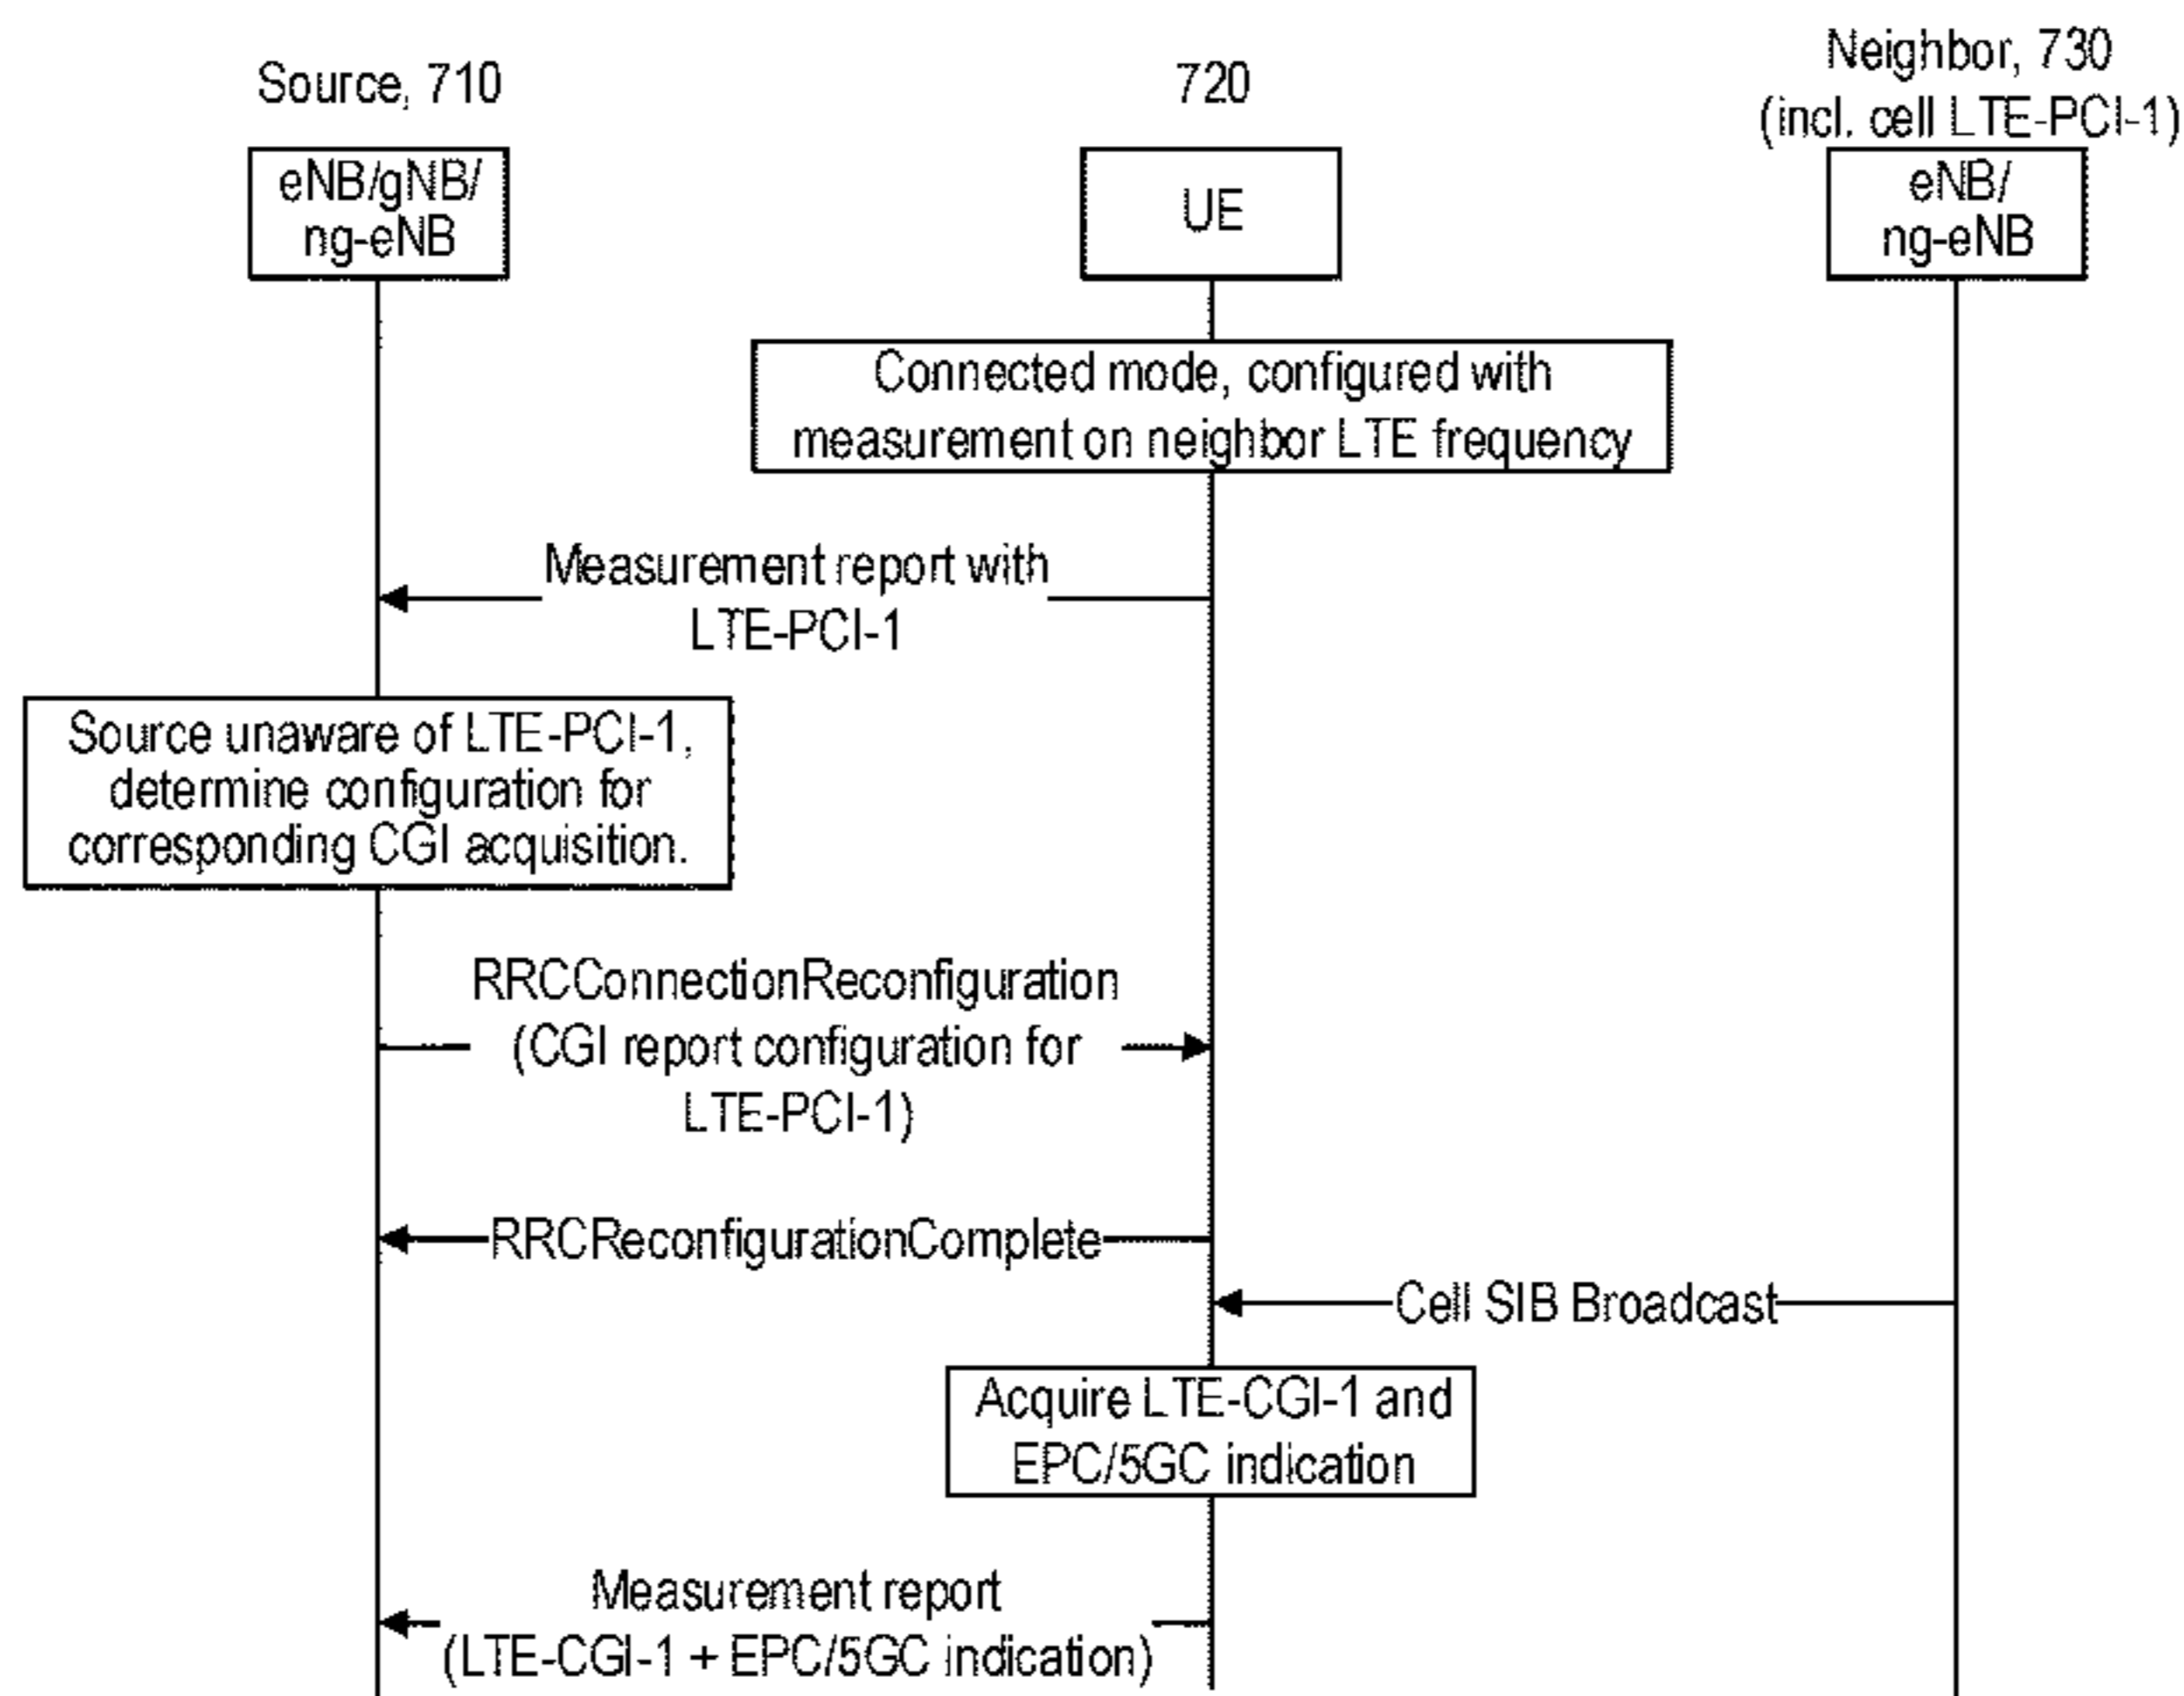 Source, 710
720
Neighbor, 730
(incl. cell LTE-PCI-1)
eNB/gNB/
ng-eNB
UE
eNB/
ng-eNB
Connected mode, configured with
measurement on neighbor LTE frequency
Measurement report with
LTE-PCI-1
Source unaware of LTE-PCI-1,
determine configuration for
corresponding CGI acquisition.
RRCConnectionReconfiguration
(CGI report configuration for
LTE-PCI-1)
RRCReconfigurationComplete
Cell SIB Broadcast
Acquire LTE-CGI-1 and
EPC/5GC indication
Measurement report
(LTE-CGI-1 + EPC/5GC indication)